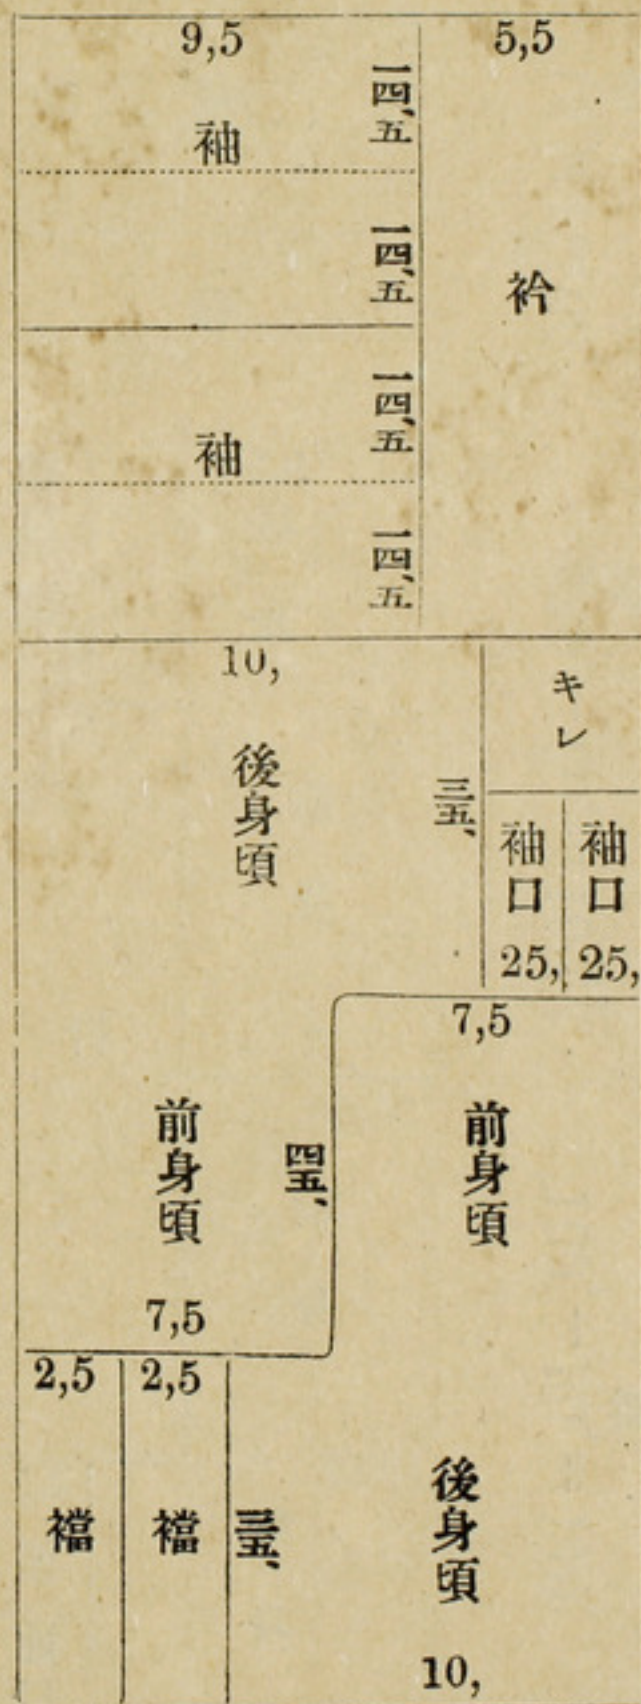 9,5
5,5
一四、五
袖
一四、五
衿
一四、五
袖
一四、五
10,
キレ
後身頃
三五、
袖口
25,
袖口
25,
7,5
前身頃
四五、
前身頃
7,5
2,5
2,5
後身頃
襠
襠
三五、
10,